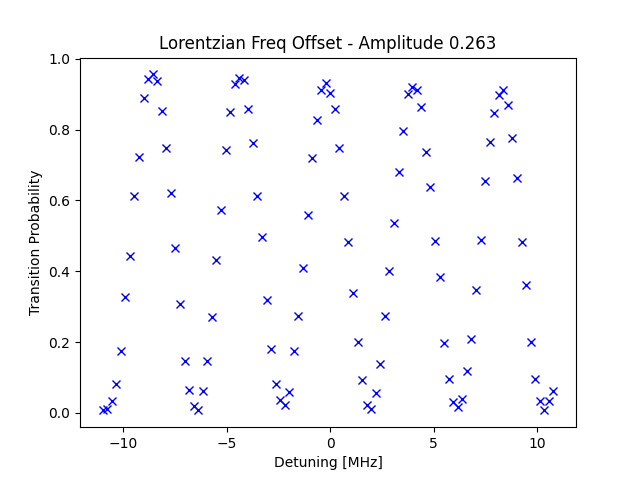 Lorentzian Freq Offset - Amplitude 0.263
Transition Probability
1.0
0.8
0.6
0.4
0.2
0.0
−10 −5 0 5 10
Detuning [MHz]